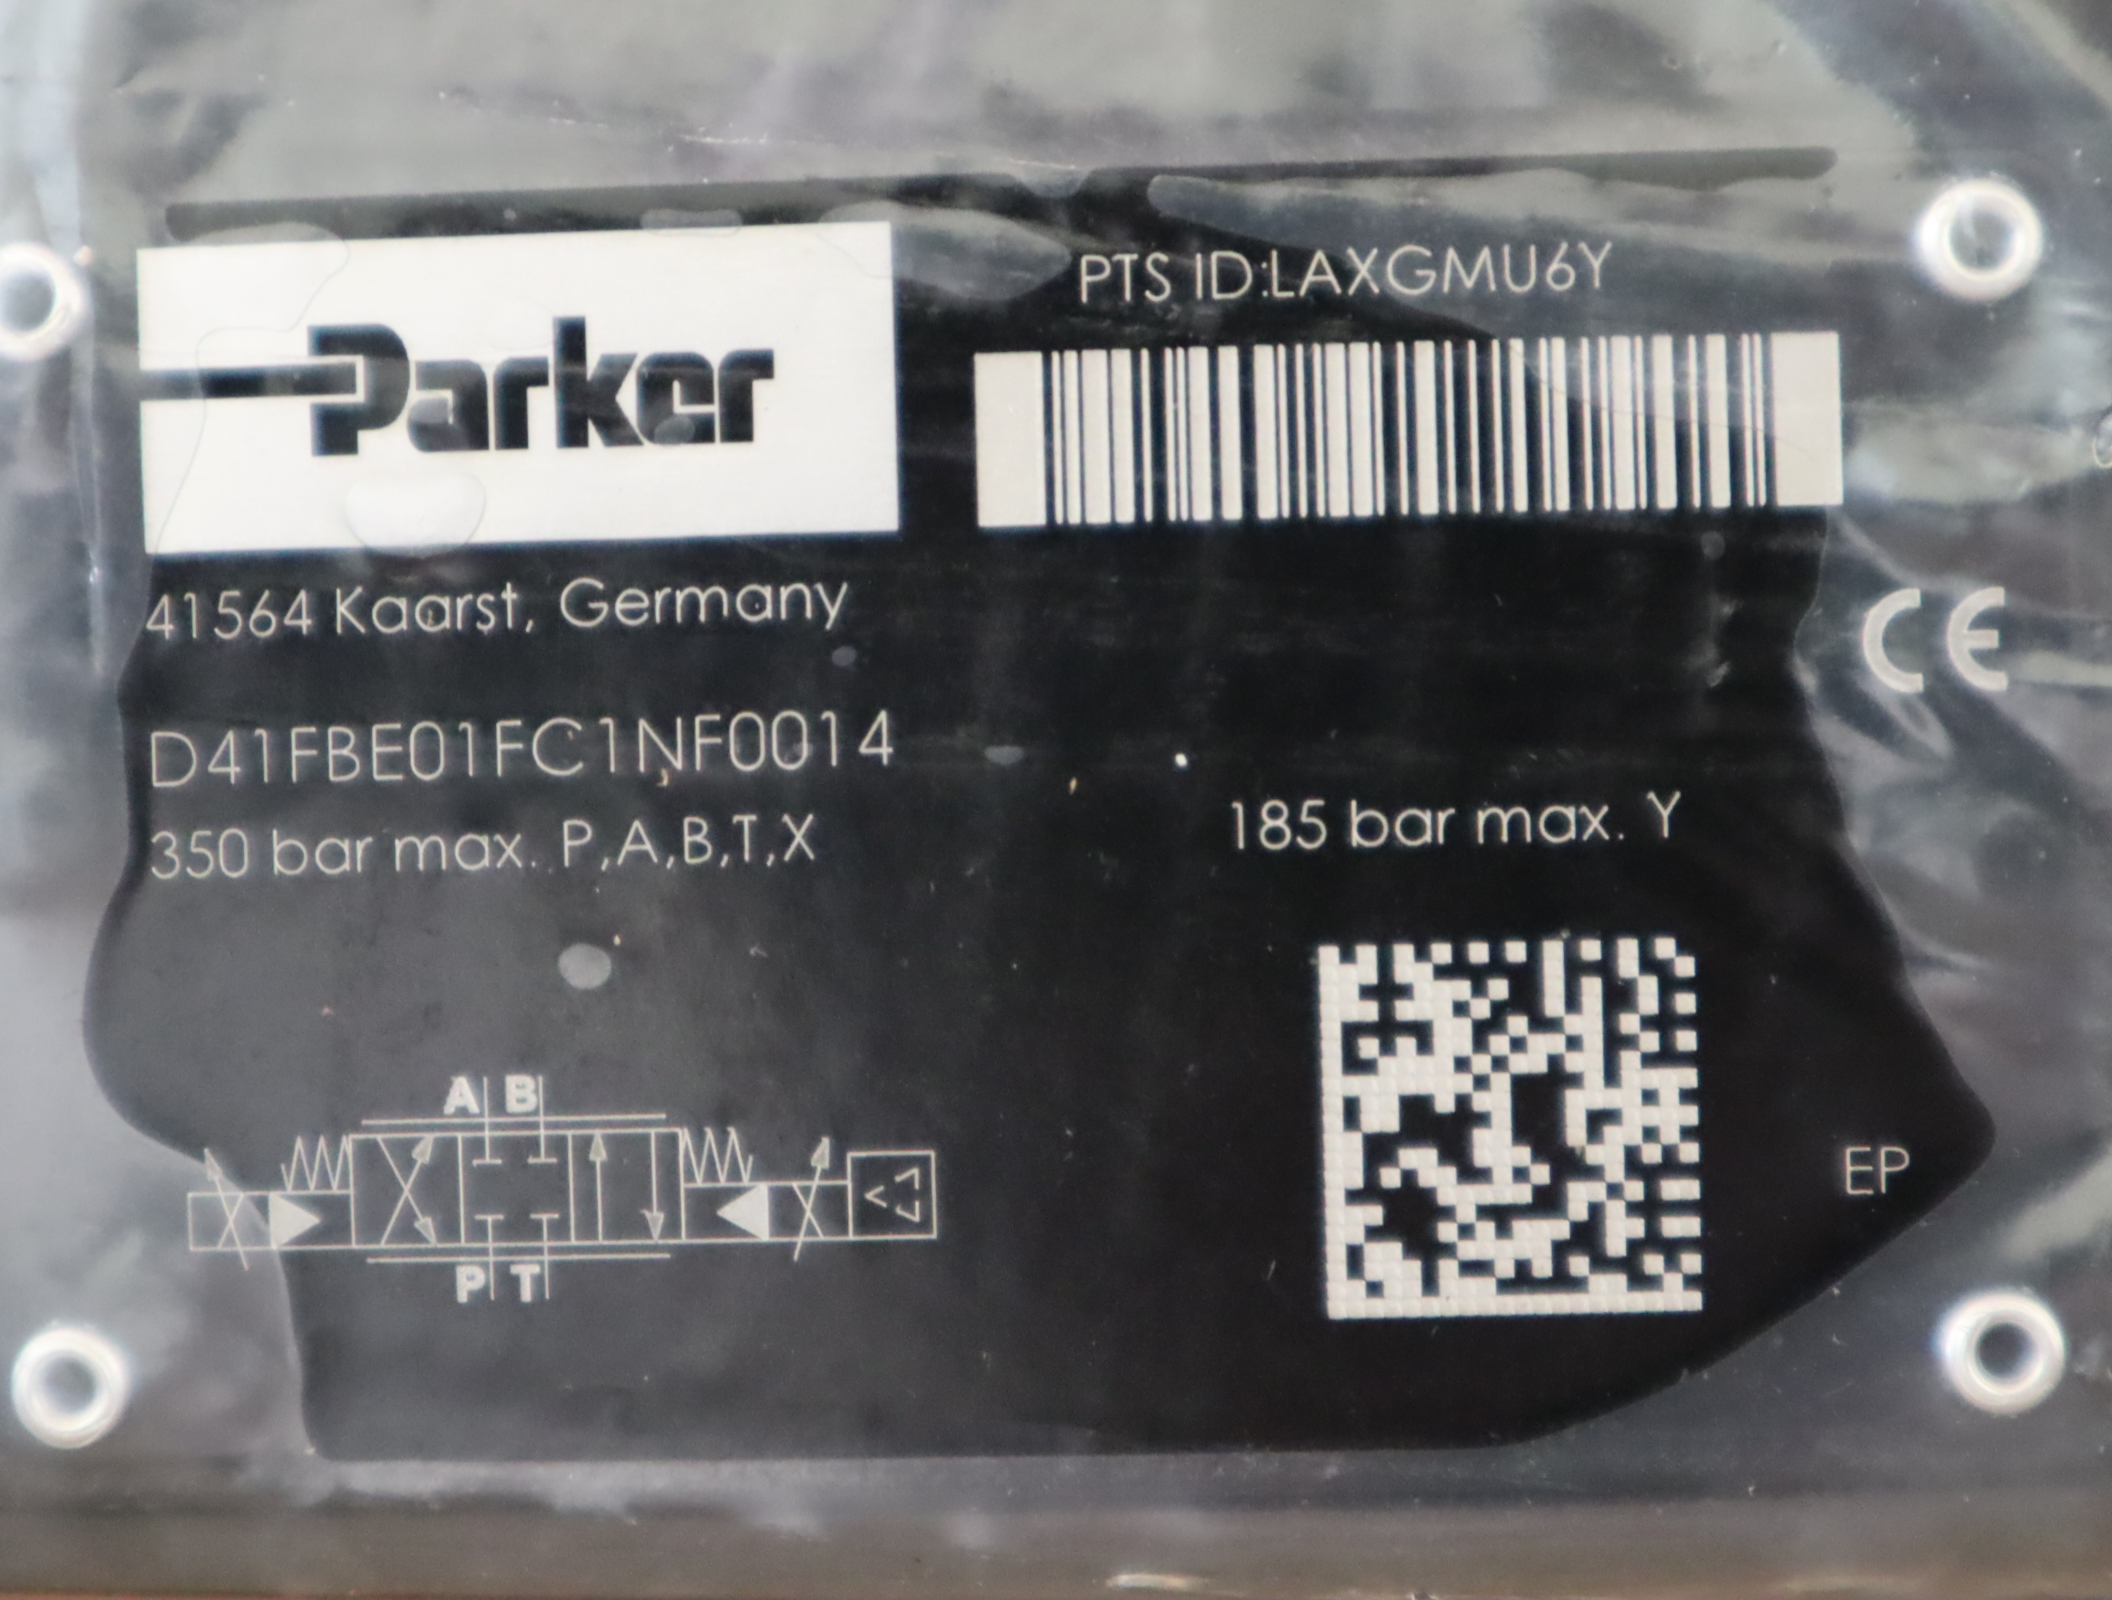 Parker
PTS ID:LAXGMU6Y
41564 Kaarst, Germany
CE
D41FBE01FC1NF0014
350 bar max. P,A,B,T,X
185 bar max. Y
A B
P T
EP